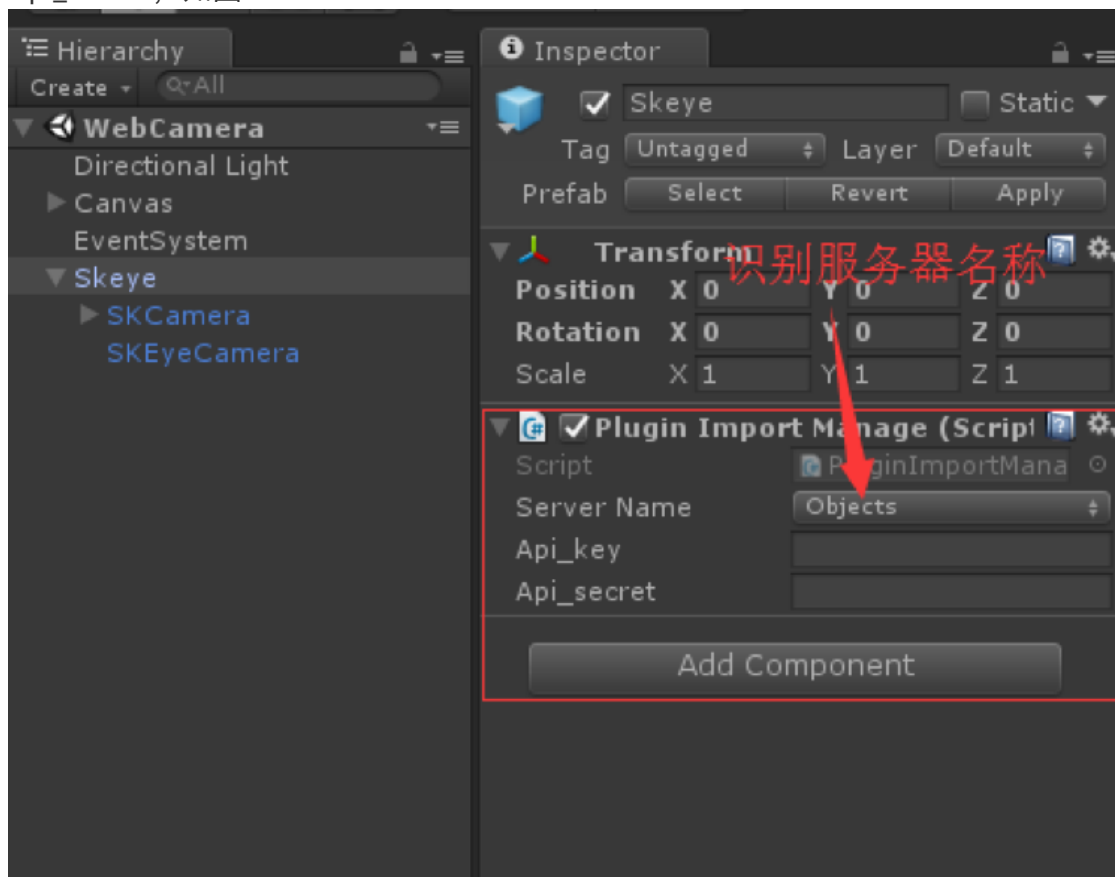 Hierarchy
Create
All
WebCamera
Directional Light
Canvas
EventSystem
Skeye
SKCamera
SKEyeCamera
Inspector
Skeye Static
Tag Untagged Layer Default
Prefab Select Revert Apply
Transform
识别服务器名称
Position X 0 Y 0 Z 0
Rotation X 0 Y 0 Z 0
Scale X 1 Y 1 Z 1
Plugin Import Manage (Script
Script PluginImportMana
Server Name Objects
Api_key
Api_secret
Add Component